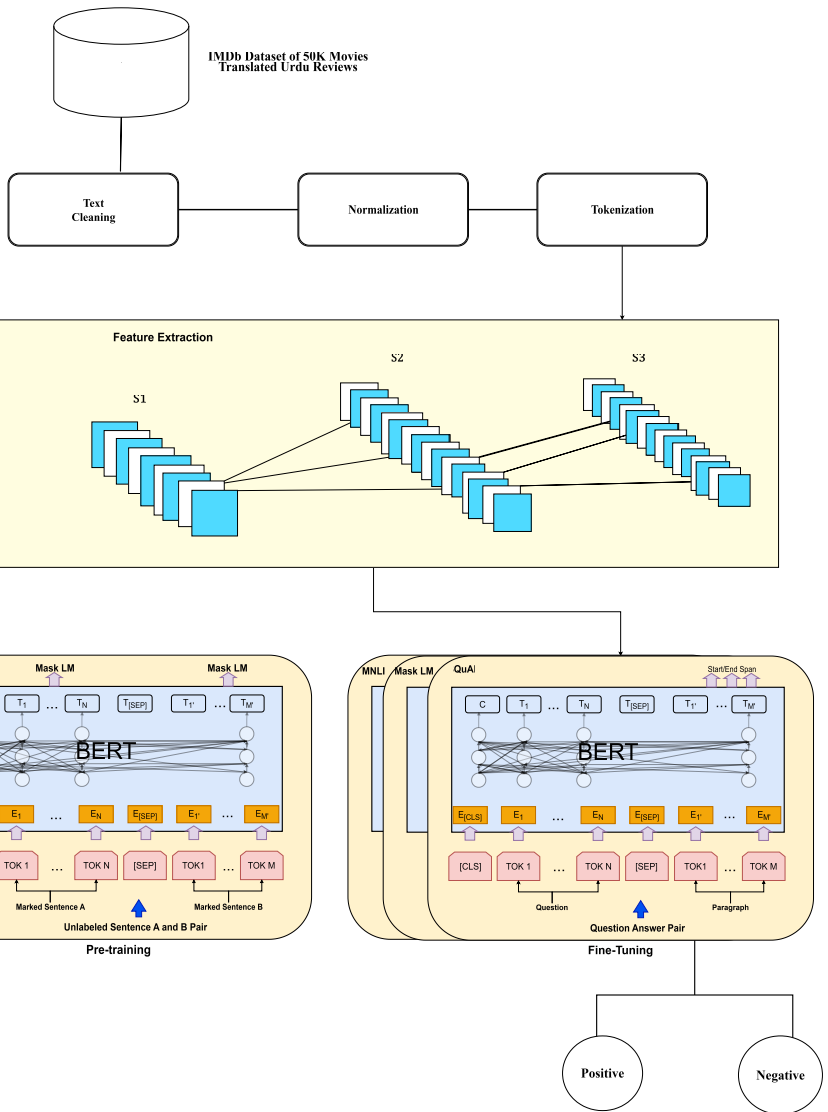 IMDb Dataset of 50K Movies
Translated Urdu Reviews
Text
Cleaning
Normalization
Tokenization
Feature Extraction
S1
S2
S3
Mask LM
Mask LM
T1
...
TN
T[SEP]
T1'
...
TM'
BERT
E1
...
EN
E[SEP]
E1'
...
EM'
TOK 1
...
TOK N
[SEP]
TOK1
...
TOK M
Marked Sentence A
Marked Sentence B
Unlabeled Sentence A and B Pair
Pre-training
MNLI
Mask LM
QuA
Start/End Span
C
T1
...
TN
T[SEP]
T1'
...
TM'
BERT
E[CLS]
E1
...
EN
E[SEP]
E1'
...
EM'
[CLS]
TOK 1
...
TOK N
[SEP]
TOK1
...
TOK M
Question
Paragraph
Question Answer Pair
Fine-Tuning
Positive
Negative